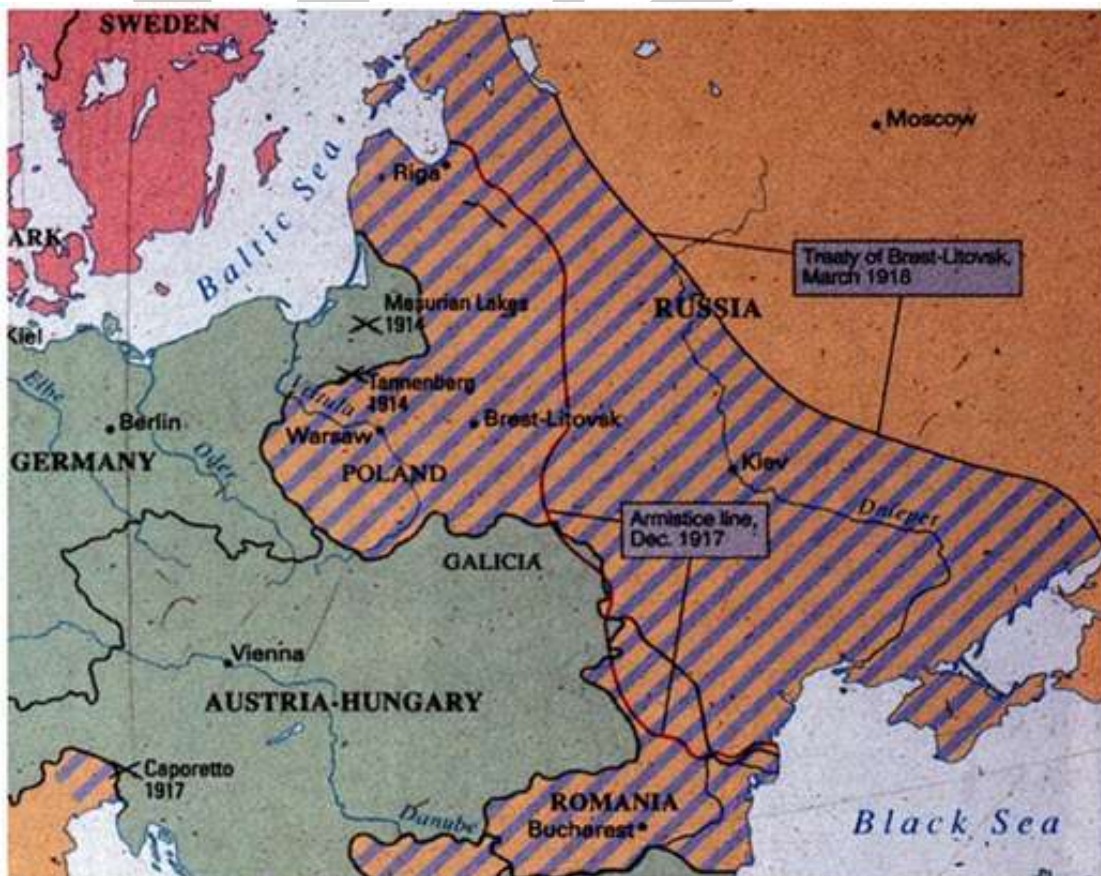 SWEDEN
Moscow
Riga
ARK
Baltic Sea
Treaty of Brest-Litovsk,
March 1918
RUSSIA
Masurian Lakes
1914
Kiel
Elbe
Tannenberg
1914
Vistula
Berlin
Brest-Litovsk
Warsaw
GERMANY
Oder
POLAND
Kiev
Dnieper
Armistice line,
Dec. 1917
GALICIA
Vienna
AUSTRIA-HUNGARY
Caporetto
1917
ROMANIA
Danube
Bucharest
Black Sea